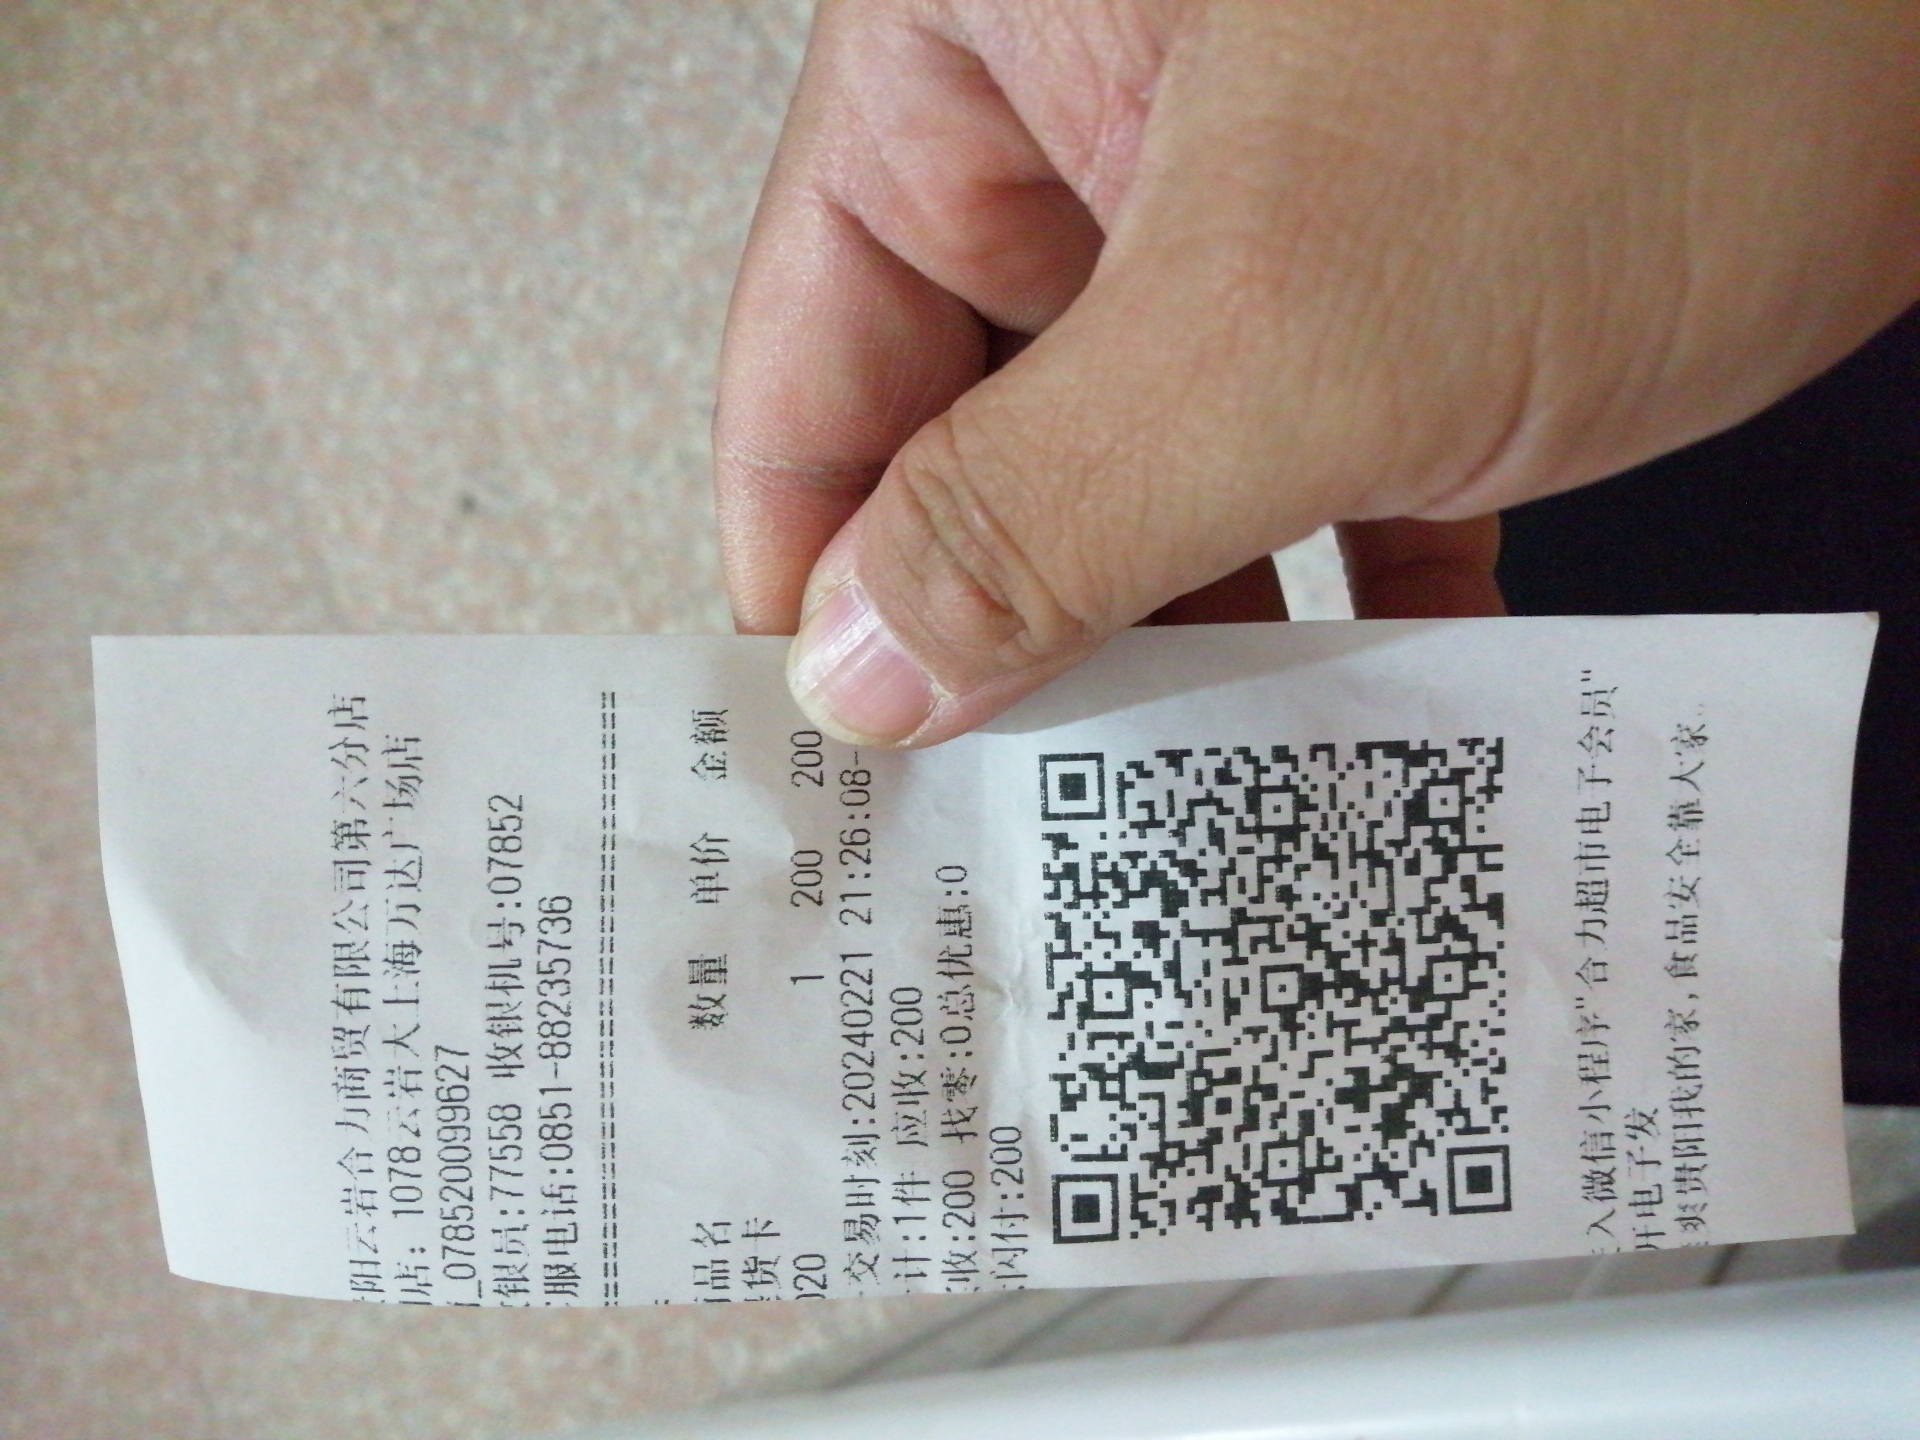 阳云岩合力商贸有限公司第六分店
店：1078云岩大上海万达广场店
_0785200099627
银员:77558 收银机号:07852
服电话:0851-88235736
品名 数量 单价 金额
货卡
020 1 200 200
交易时刻:20240221 21:26:08-
计:1件 应收:200
收:200 找零:0总优惠:0
闪付:200
入微信小程序"合力超市电子会员"
开电子发
爽爽贵阳我的家,食品安全靠大家..